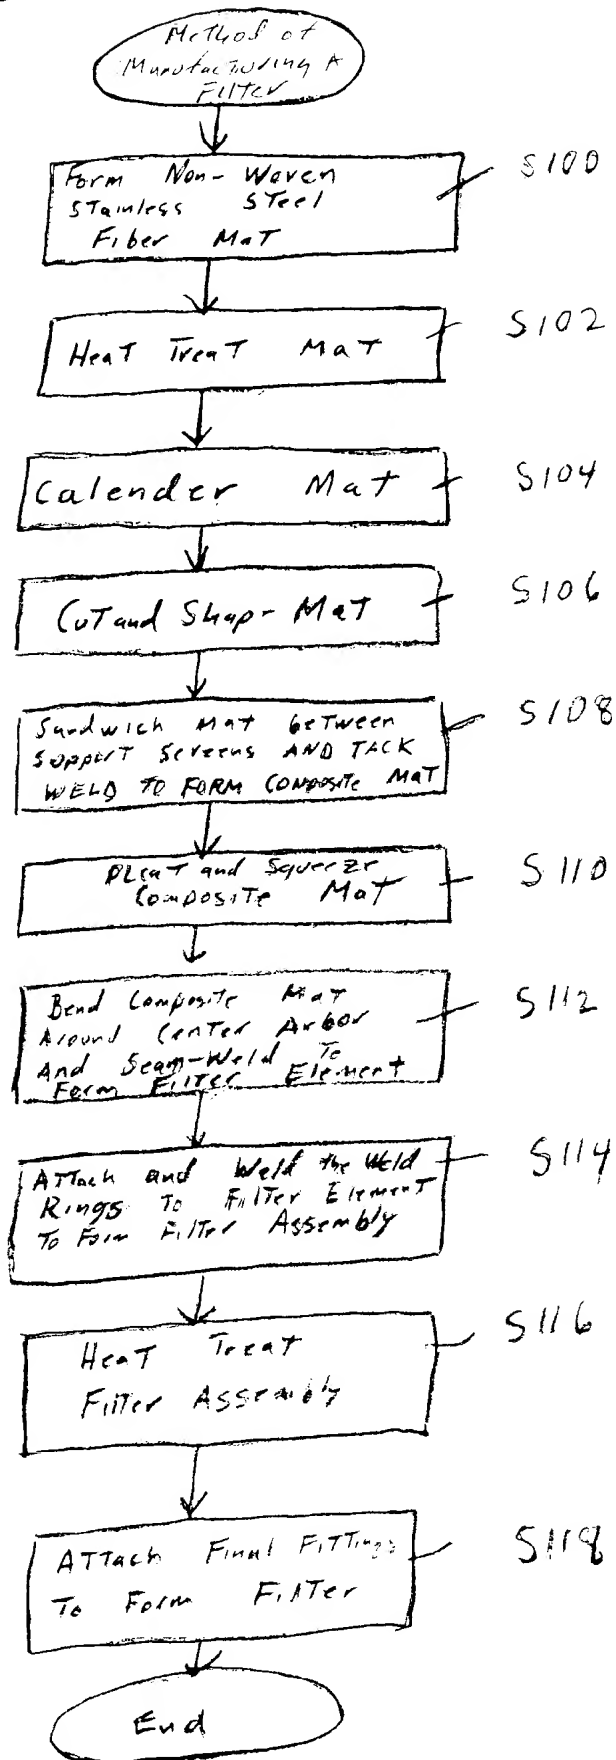 Method of
Manufacturing A
Filter
Form Non-Woven
Stainless Steel
Fiber Mat
S100
Heat Treat Mat
S102
Calender Mat
S104
Cut and Shape Mat
S106
Sandwich Mat between
Support Screens AND TACK
WELD TO FORM COMPOSITE MAT
S108
Pleat and Squeeze
Composite Mat
S110
Bend Composite Mat
Around Center Arbor
And Seam-Weld To
Form Filter Element
S112
Attach and Weld the Weld
Rings To Filter Element
To Form Filter Assembly
S114
Heat Treat
Filter Assembly
S116
Attach Final Fittings
To Form Filter
S118
End